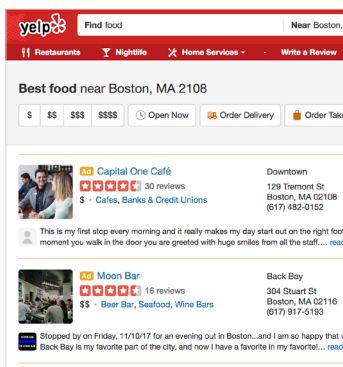 yelp
Find food Near Boston,
Restaurants Nightlife Home Services Write a Review
Best food near Boston, MA 2108
$ $$ $$$ $$$$ Open Now Order Delivery Order Tak
Ad Capital One Café
30 reviews
$ · Cafes, Banks & Credit Unions
Downtown
129 Tremont St
Boston, MA 02108
(617) 482-0152
This is my first stop every morning and it really makes my day start out on the right foot
moment you walk in the door you are greeted with huge smiles from all the staff.... read
Ad Moon Bar
16 reviews
$$ · Beer Bar, Seafood, Wine Bars
Back Bay
304 Stuart St
Boston, MA 02116
(617) 917-5193
Stopped by on Friday, 11/10/17 for an evening out in Boston...and I am so happy that
Back Bay is my favorite part of the city, and now I have a favorite in my favorite!... read